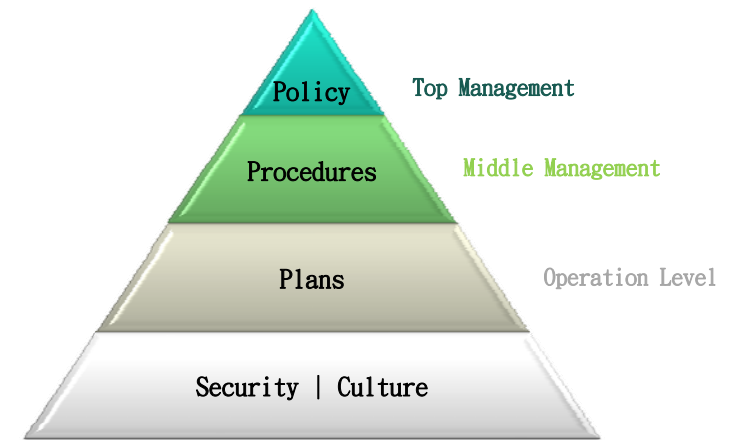 Policy
Top Management
Procedures
Middle Management
Plans
Operation Level
Security | Culture